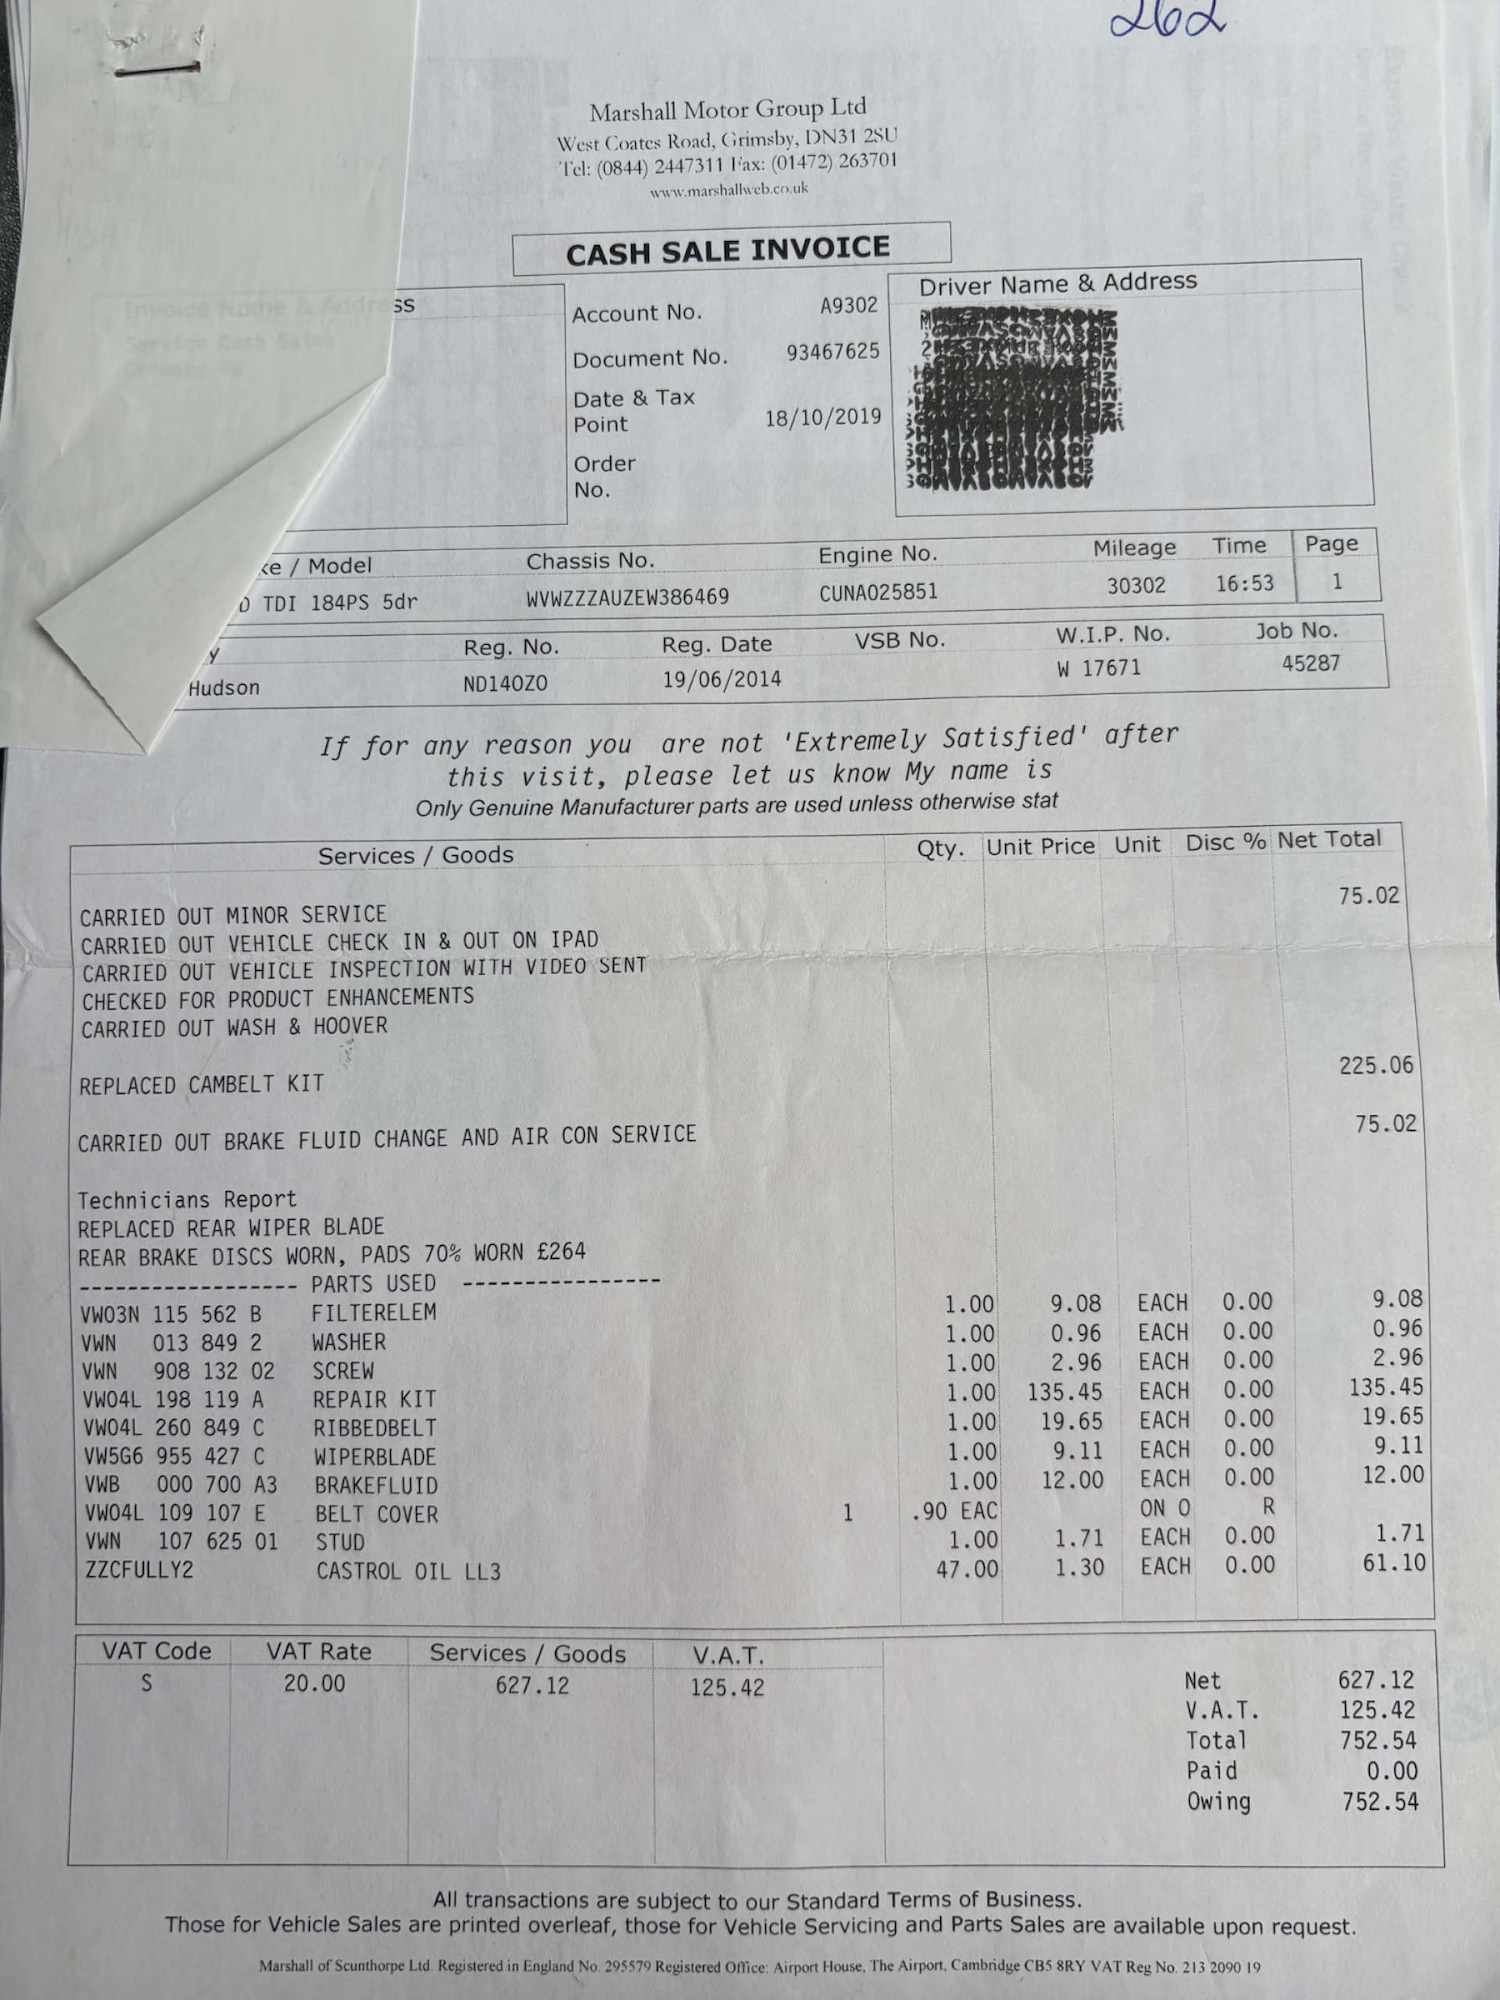 262
Marshall Motor Group Ltd
West Coates Road, Grimsby, DN31 2SU
Tel: (0844) 2447311 Fax: (01472) 263701
www.marshallweb.co.uk
CASH SALE INVOICE
Invoice Name & Address
Service Cash Sales
Account No. A9302
Document No. 93467625
Date & Tax Point 18/10/2019
Order No.
Driver Name & Address
ke / Model Chassis No. Engine No. Mileage Time Page
D TDI 184PS 5dr WVWZZZAUZEW386469 CUNA025851 30302 16:53 1
y Reg. No. Reg. Date VSB No. W.I.P. No. Job No.
Hudson ND14OZO 19/06/2014 W 17671 45287
If for any reason you are not 'Extremely Satisfied' after
this visit, please let us know My name is
Only Genuine Manufacturer parts are used unless otherwise stat
Services / Goods Qty. Unit Price Unit Disc % Net Total
CARRIED OUT MINOR SERVICE 75.02
CARRIED OUT VEHICLE CHECK IN & OUT ON IPAD
CARRIED OUT VEHICLE INSPECTION WITH VIDEO SENT
CHECKED FOR PRODUCT ENHANCEMENTS
CARRIED OUT WASH & HOOVER
REPLACED CAMBELT KIT 225.06
CARRIED OUT BRAKE FLUID CHANGE AND AIR CON SERVICE 75.02
Technicians Report
REPLACED REAR WIPER BLADE
REAR BRAKE DISCS WORN, PADS 70% WORN £264
------------------ PARTS USED ----------------
VW03N 115 562 B FILTERELEM 1.00 9.08 EACH 0.00 9.08
VWN 013 849 2 WASHER 1.00 0.96 EACH 0.00 0.96
VWN 908 132 02 SCREW 1.00 2.96 EACH 0.00 2.96
VW04L 198 119 A REPAIR KIT 1.00 135.45 EACH 0.00 135.45
VW04L 260 849 C RIBBEDBELT 1.00 19.65 EACH 0.00 19.65
VW5G6 955 427 C WIPERBLADE 1.00 9.11 EACH 0.00 9.11
VWB 000 700 A3 BRAKEFLUID 1.00 12.00 EACH 0.00 12.00
VW04L 109 107 E BELT COVER 1 .90 EAC ON O R
VWN 107 625 01 STUD 1.00 1.71 EACH 0.00 1.71
ZZCFULLY2 CASTROL OIL LL3 47.00 1.30 EACH 0.00 61.10
VAT Code VAT Rate Services / Goods V.A.T.
S 20.00 627.12 125.42
Net 627.12
V.A.T. 125.42
Total 752.54
Paid 0.00
Owing 752.54
All transactions are subject to our Standard Terms of Business.
Those for Vehicle Sales are printed overleaf, those for Vehicle Servicing and Parts Sales are available upon request.
Marshall of Scunthorpe Ltd. Registered in England No. 295579 Registered Office: Airport House, The Airport, Cambridge CB5 8RY VAT Reg No. 213 2090 19